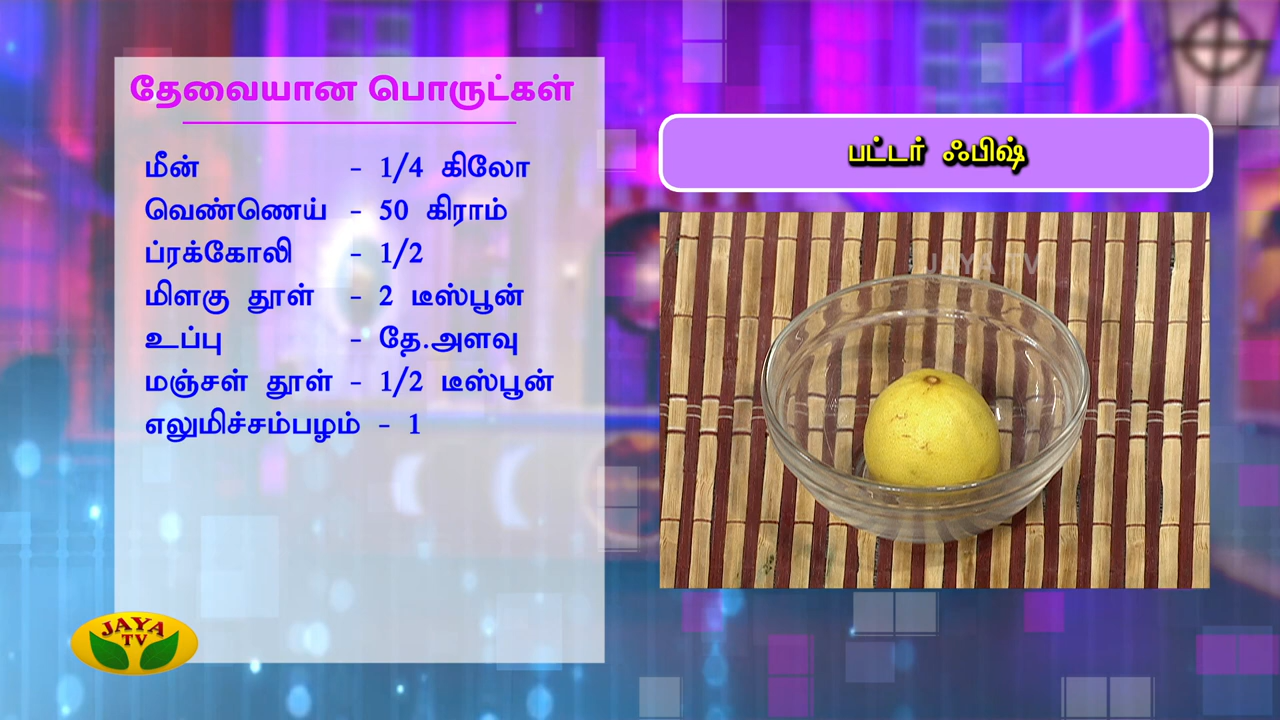 தேவையான பொருட்கள்
மீன் - 1/4 கிலோ
வெண்ணெய் - 50 கிராம்
ப்ரக்கோலி - 1/2
மிளகு தூள் - 2 டீஸ்பூன்
உப்பு - தே.அளவு
மஞ்சள் தூள் - 1/2 டீஸ்பூன்
எலுமிச்சம்பழம் - 1
பட்டர் ஃபிஷ்
JAYA TV
JAYA
TV